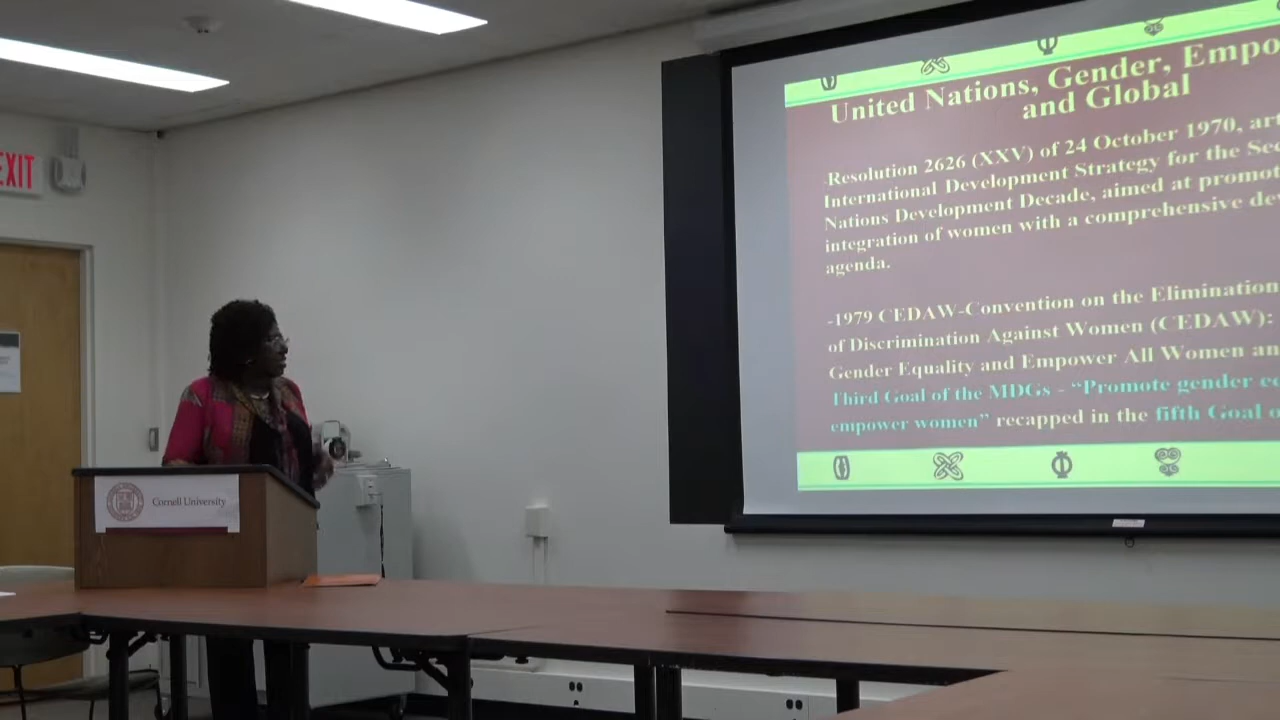 EXIT
Cornell University
United Nations, Gender, Empo
and Global
-Resolution 2626 (XXV) of 24 October 1970, art
International Development Strategy for the Sec
Nations Development Decade, aimed at promot
integration of women with a comprehensive de
agenda.
-1979 CEDAW-Convention on the Elimination
of Discrimination Against Women (CEDAW):
Gender Equality and Empower All Women an
Third Goal of the MDGs - “Promote gender e
empower women” recapped in the fifth Goal o